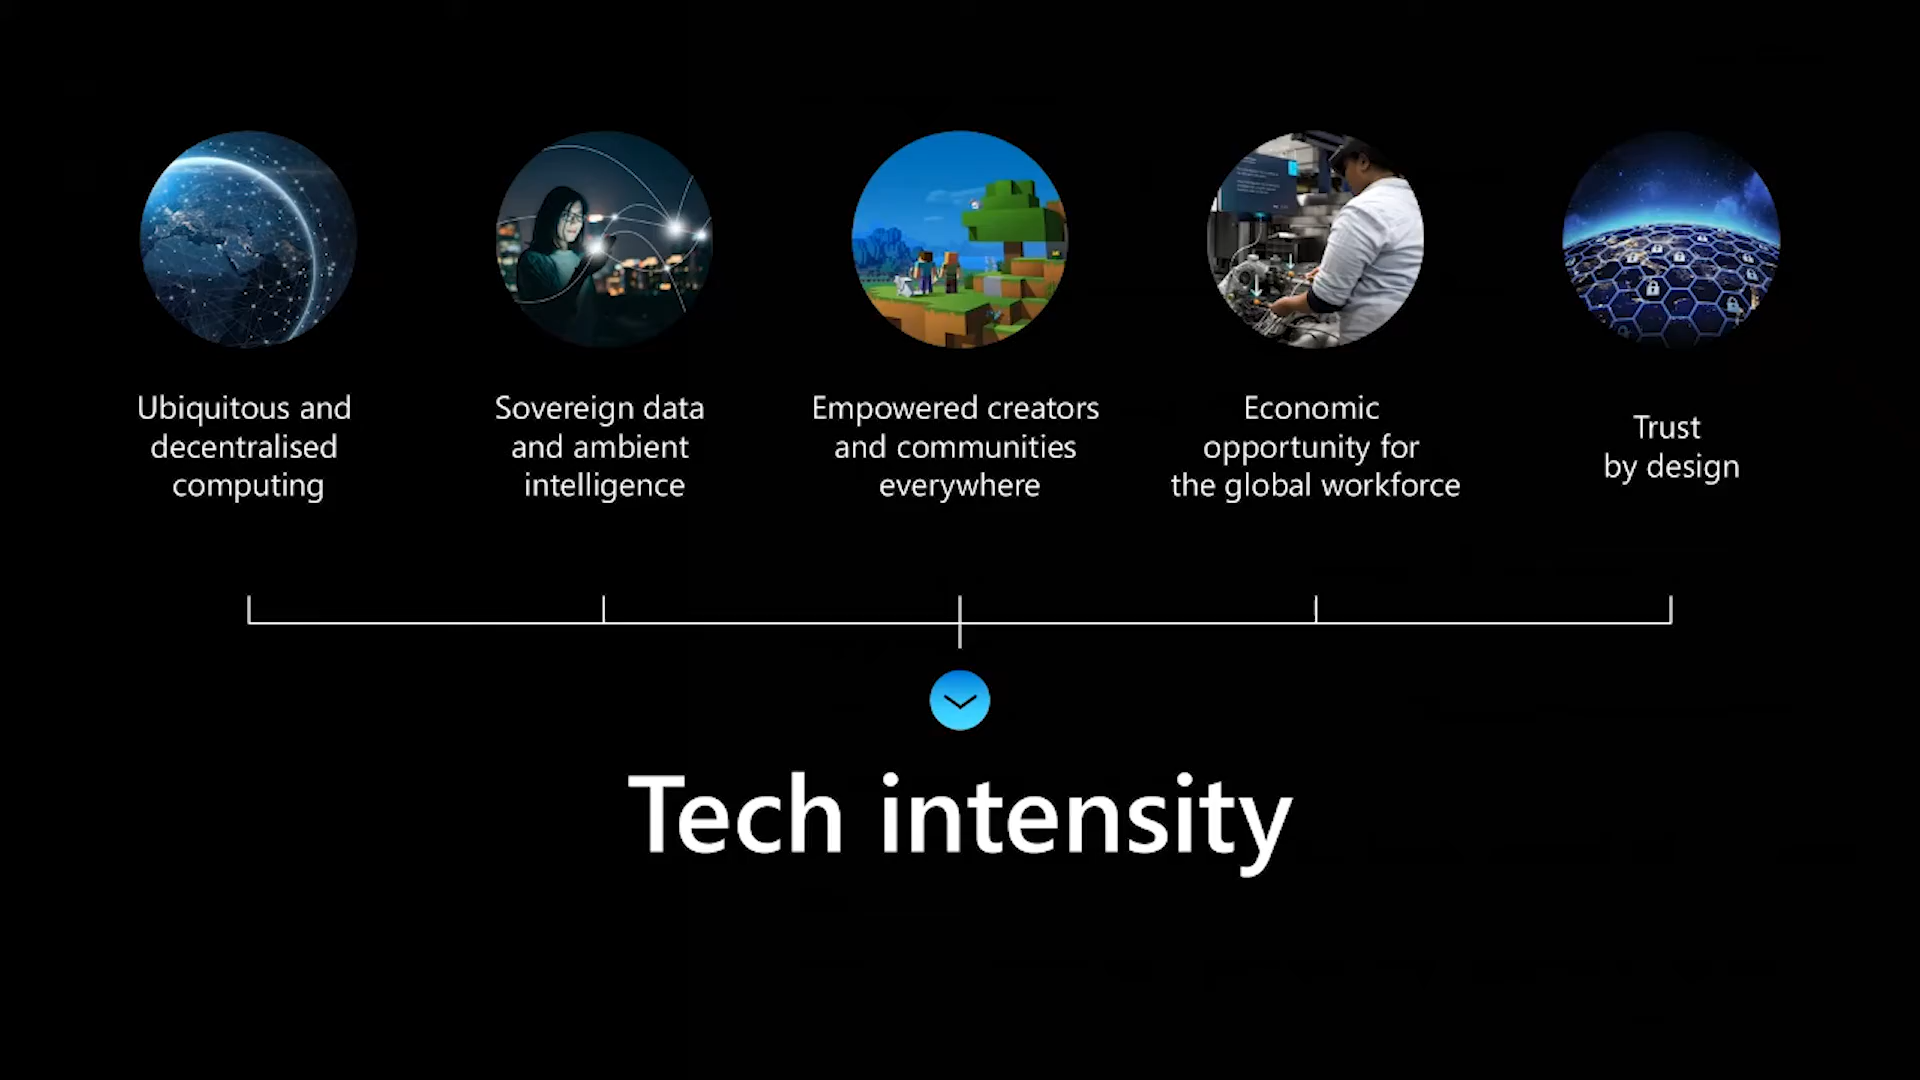 Ubiquitous and
decentralised
computing
Sovereign data
and ambient
intelligence
Empowered creators
and communities
everywhere
Economic
opportunity for
the global workforce
Trust
by design
Tech intensity